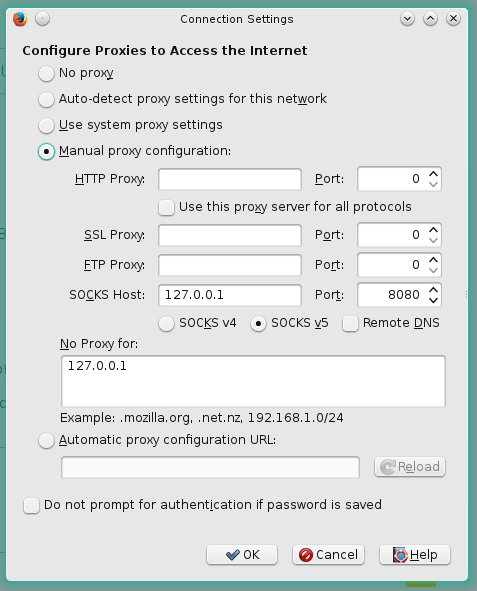 Connection Settings
Configure Proxies to Access the Internet
No proxy
Auto-detect proxy settings for this network
Use system proxy settings
Manual proxy configuration:
HTTP Proxy: Port: 0
Use this proxy server for all protocols
SSL Proxy: Port: 0
FTP Proxy: Port: 0
SOCKS Host: 127.0.0.1 Port: 8080
SOCKS v4 SOCKS v5 Remote DNS
No Proxy for:
127.0.0.1
Example: .mozilla.org, .net.nz, 192.168.1.0/24
Automatic proxy configuration URL:
Reload
Do not prompt for authentication if password is saved
OK Cancel Help